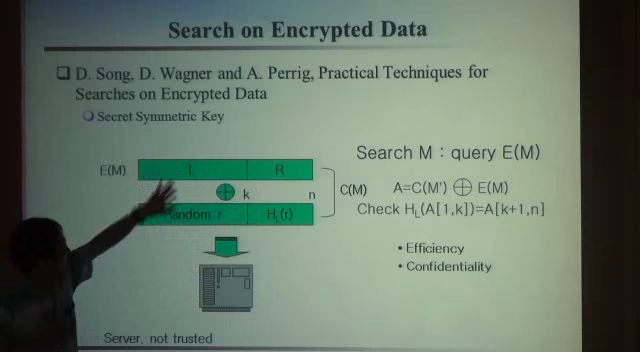 Search on Encrypted Data
D. Song, D. Wagner and A. Perrig, Practical Techniques for
Searches on Encrypted Data
Secret Symmetric Key
E(M) L R
k n
Random r H_L(r)
C(M)
Search M : query E(M)
A=C(M') ⊕ E(M)
Check H_L(A[1,k])=A[k+1,n]
• Efficiency
• Confidentiality
Server, not trusted